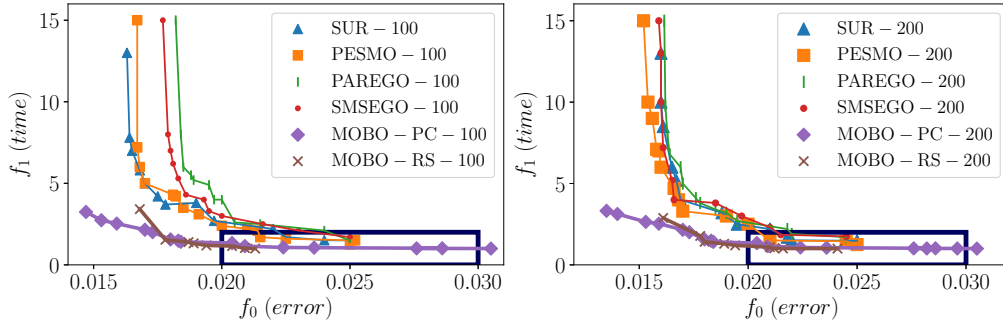 15
10
5
0
f₁ (time)
0.015
0.020
0.025
0.030
f₀ (error)
SUR − 100
PESMO − 100
PAREGO − 100
SMSEGO − 100
MOBO − PC − 100
MOBO − RS − 100
15
10
5
0
f₁ (time)
0.015
0.020
0.025
0.030
f₀ (error)
SUR − 200
PESMO − 200
PAREGO − 200
SMSEGO − 200
MOBO − PC − 200
MOBO − RS − 200